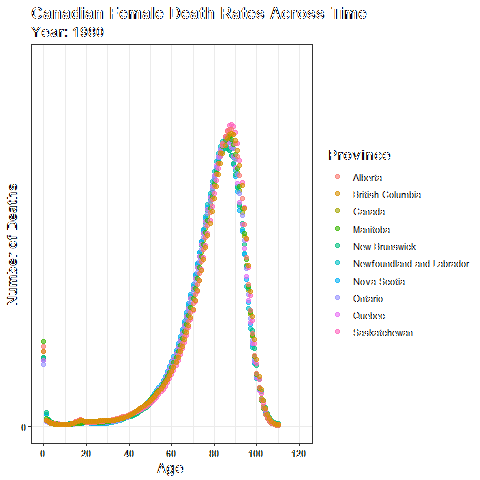 Canadian Female Death Rates Across Time
Year: 1980
Number of Deaths
0
0 20 40 60 80 100 120
Age
Province
Alberta
British Columbia
Canada
Manitoba
New Brunswick
Newfoundland and Labrador
Nova Scotia
Ontario
Quebec
Saskatchewan